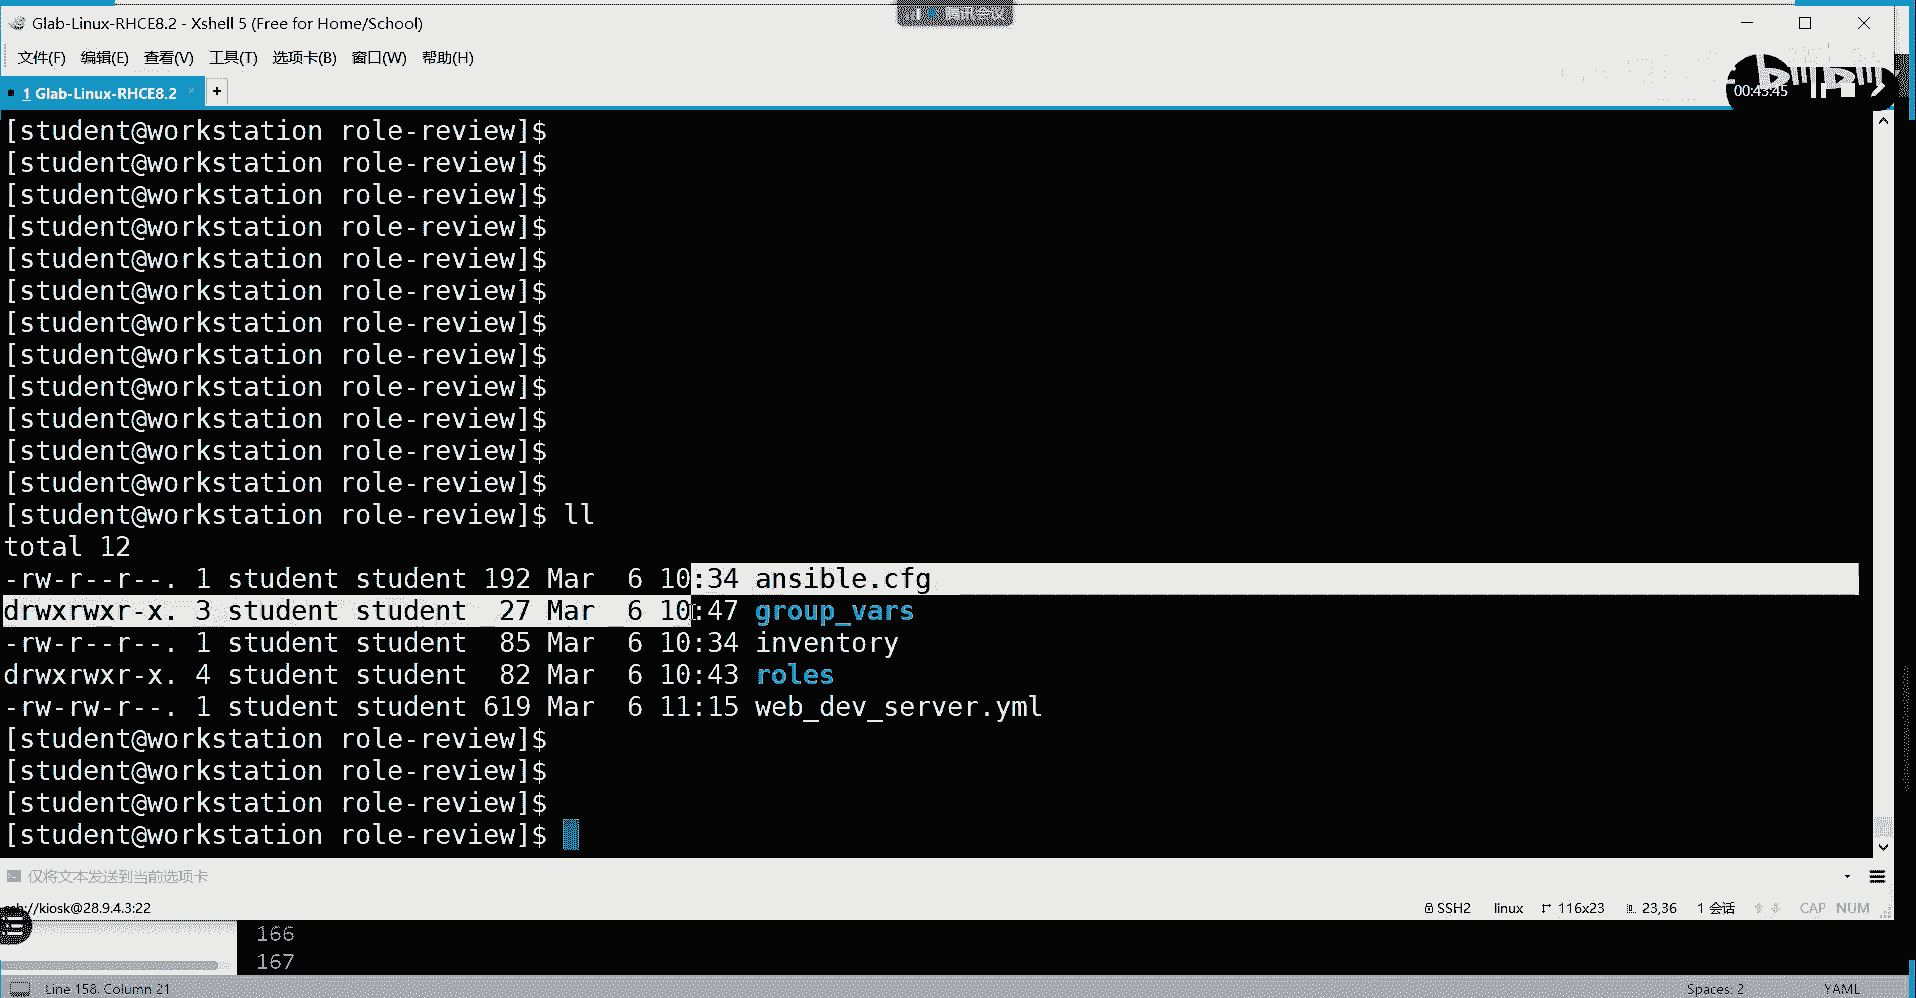 Glab-Linux-RHCE8.2 - Xshell 5 (Free for Home/School)
腾讯会议
文件(F) 编辑(E) 查看(V) 工具(T) 选项卡(B) 窗口(W) 帮助(H)
1 Glab-Linux-RHCE8.2 × +
00:43:45
[student@workstation role-review]$
[student@workstation role-review]$
[student@workstation role-review]$
[student@workstation role-review]$
[student@workstation role-review]$
[student@workstation role-review]$
[student@workstation role-review]$
[student@workstation role-review]$
[student@workstation role-review]$
[student@workstation role-review]$
[student@workstation role-review]$
[student@workstation role-review]$
[student@workstation role-review]$ ll
total 12
-rw-r--r--. 1 student student 192 Mar  6 10:34 ansible.cfg
drwxrwxr-x. 3 student student  27 Mar  6 10:47 group_vars
-rw-r--r--. 1 student student  85 Mar  6 10:34 inventory
drwxrwxr-x. 4 student student  82 Mar  6 10:43 roles
-rw-rw-r--. 1 student student 619 Mar  6 11:15 web_dev_server.yml
[student@workstation role-review]$
[student@workstation role-review]$
[student@workstation role-review]$
[student@workstation role-review]$
仅将文本发送到当前选项卡
ssh://kiosk@28.9.4.3:22 SSH2 linux 116x23 23,36 1 会话 CAP NUM
166
167
Line 158, Column 21 Spaces: 2 YAML